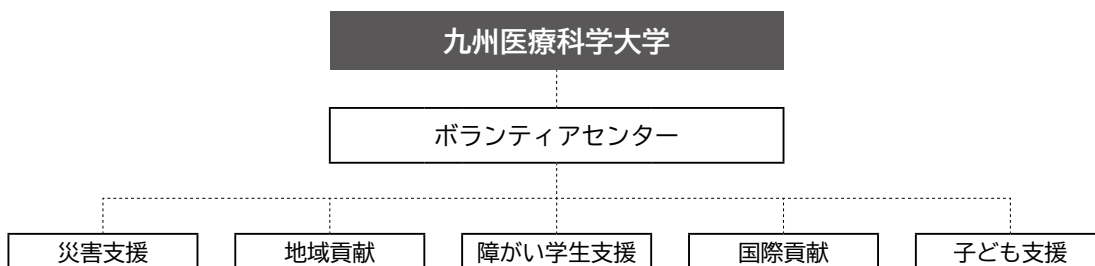 九州医療科学大学
ボランティアセンター
災害支援
地域貢献
障がい学生支援
国際貢献
子ども支援